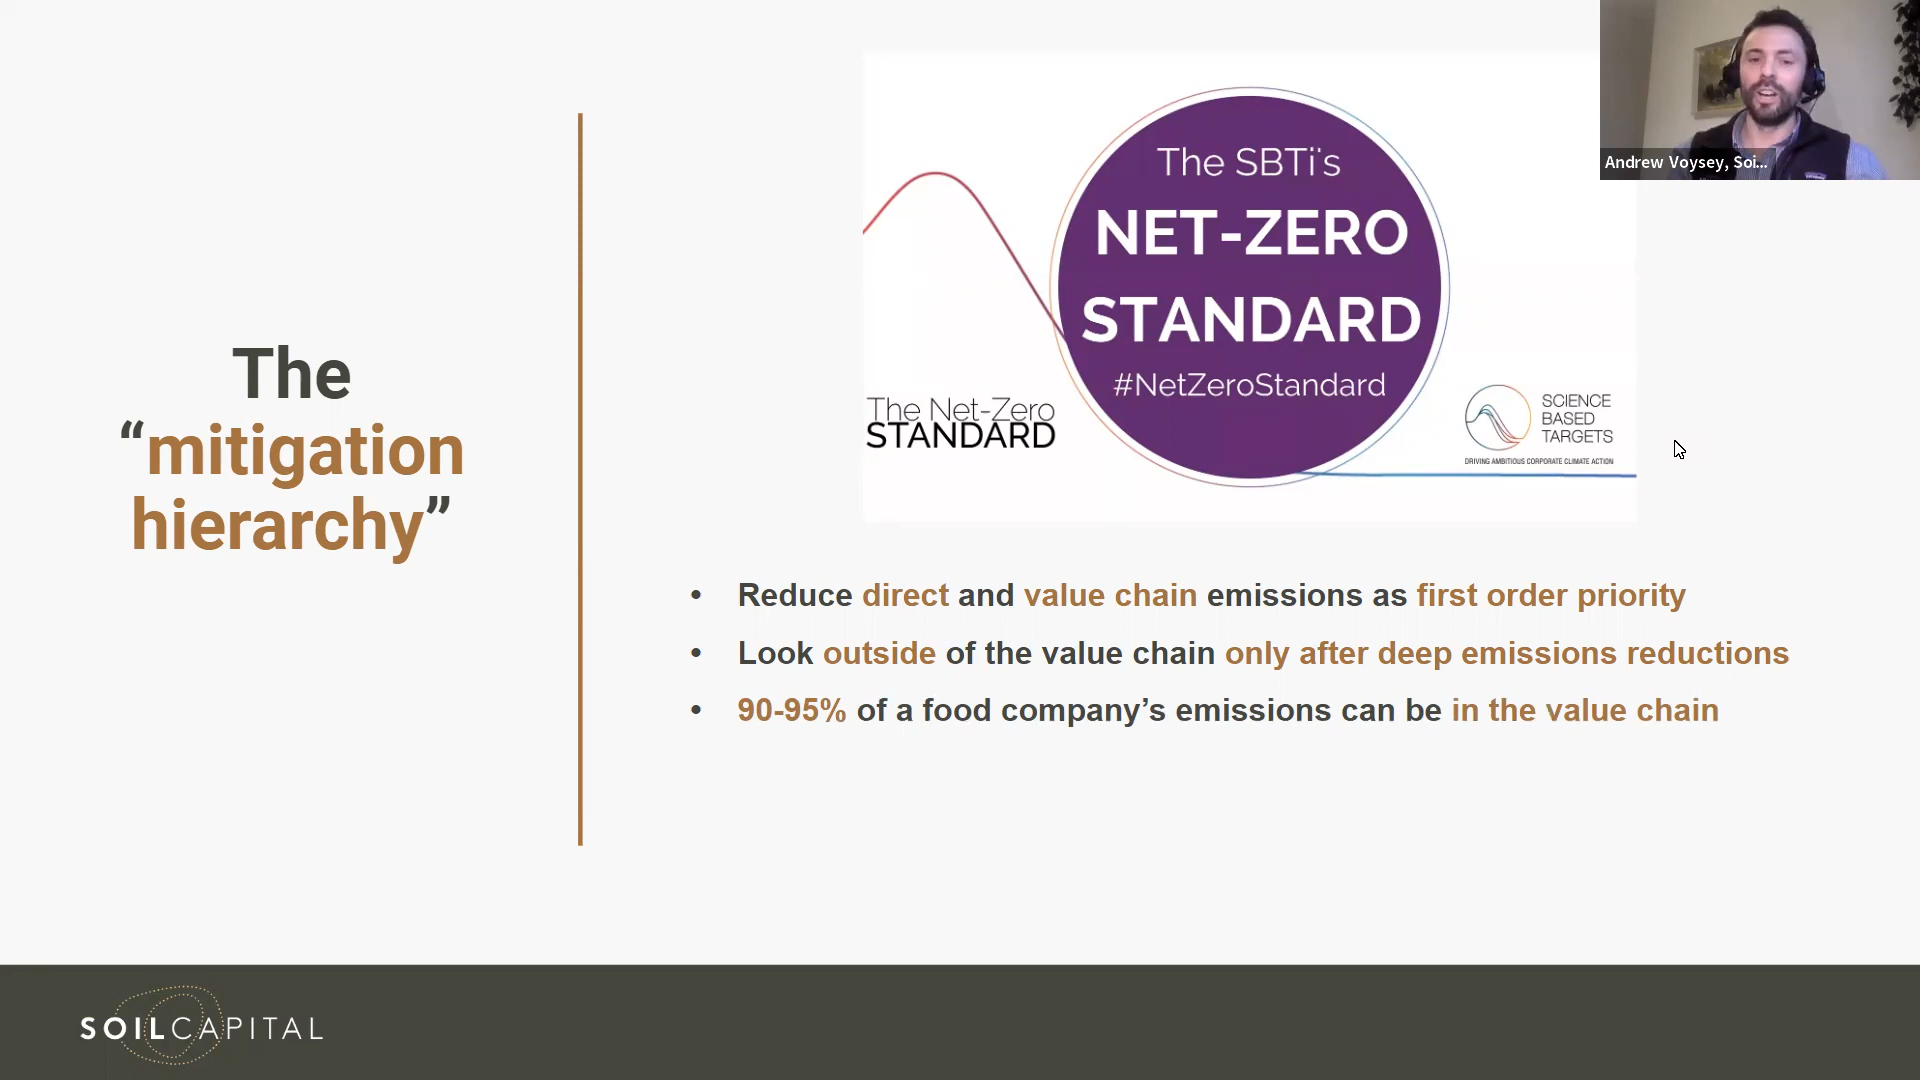 The
“mitigation
hierarchy”
The SBTi's
NET-ZERO
STANDARD
#NetZeroStandard
The Net-Zero
STANDARD
SCIENCE
BASED
TARGETS
DRIVING AMBITIOUS CORPORATE CLIMATE ACTION
Andrew Voysey, Soi...
• Reduce direct and value chain emissions as first order priority
• Look outside of the value chain only after deep emissions reductions
• 90-95% of a food company’s emissions can be in the value chain
SOILCAPITAL